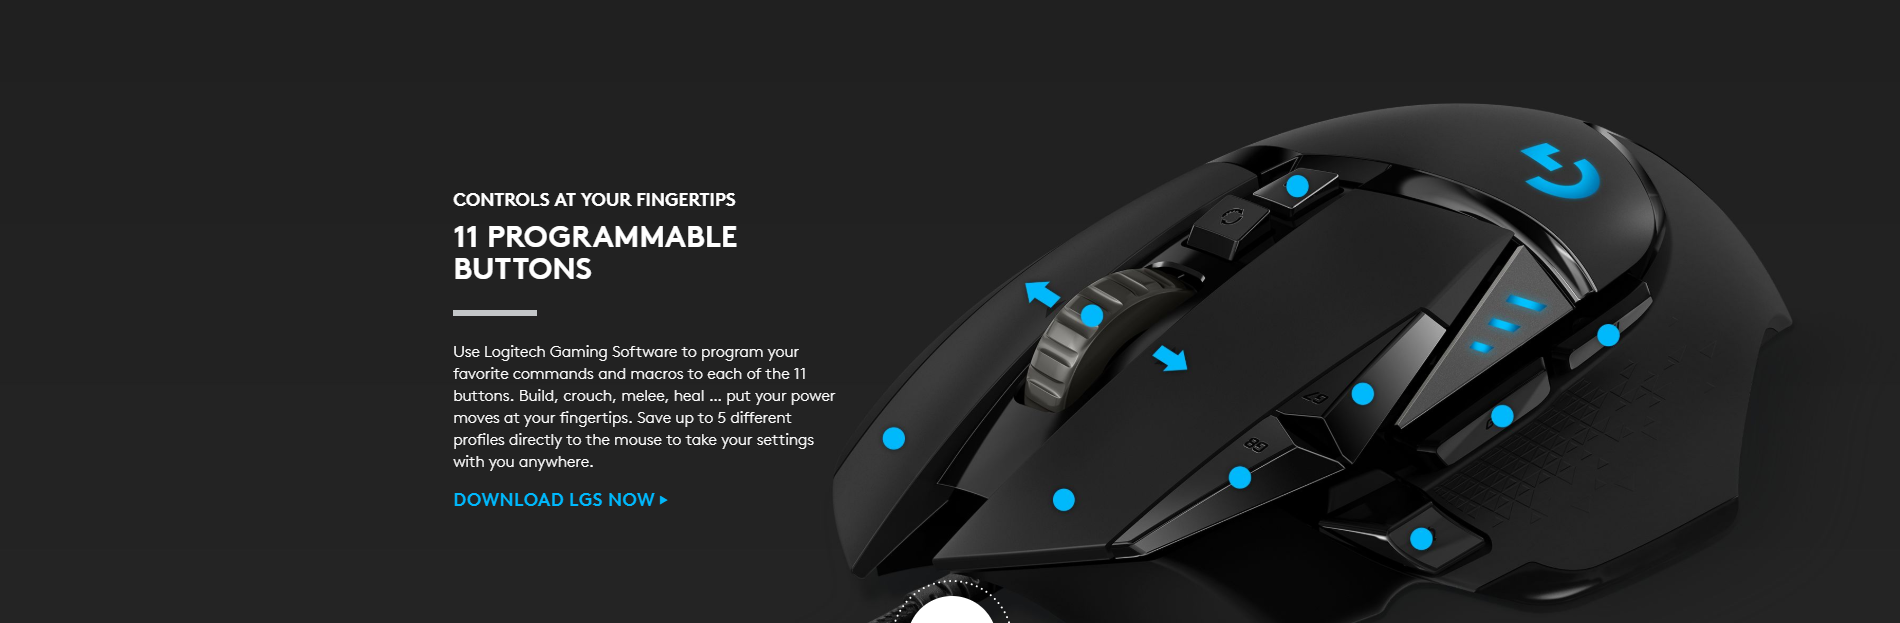 CONTROLS AT YOUR FINGERTIPS
11 PROGRAMMABLE
BUTTONS
Use Logitech Gaming Software to program your
favorite commands and macros to each of the 11
buttons. Build, crouch, melee, heal ... put your power
moves at your fingertips. Save up to 5 different
profiles directly to the mouse to take your settings
with you anywhere.
DOWNLOAD LGS NOW ▸
G7
G8